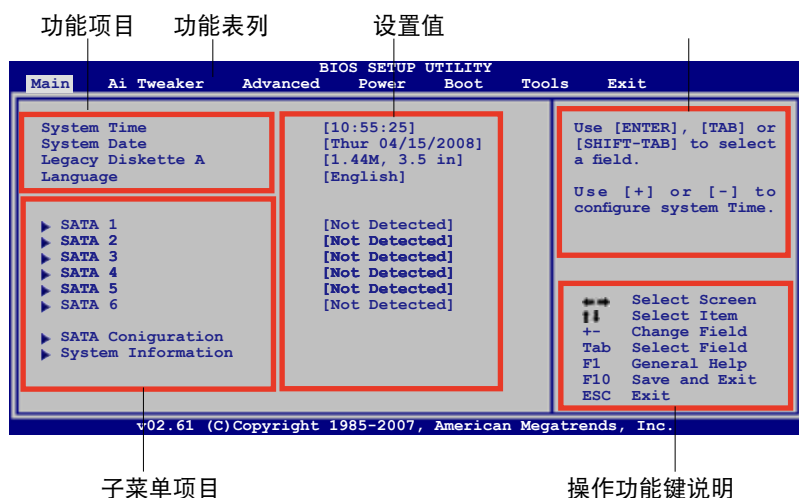 功能项目 功能表列 设置值
BIOS SETUP UTILITY
Main Ai Tweaker Advanced Power Boot Tools Exit
System Time [10:55:25]
System Date [Thur 04/15/2008]
Legacy Diskette A [1.44M, 3.5 in]
Language [English]
SATA 1 [Not Detected]
SATA 2 [Not Detected]
SATA 3 [Not Detected]
SATA 4 [Not Detected]
SATA 5 [Not Detected]
SATA 6 [Not Detected]
SATA Coniguration
System Information
Use [ENTER], [TAB] or
[SHIFT-TAB] to select
a field.
Use [+] or [-] to
configure system Time.
←→ Select Screen
↑↓ Select Item
+- Change Field
Tab Select Field
F1 General Help
F10 Save and Exit
ESC Exit
v02.61 (C)Copyright 1985-2007, American Megatrends, Inc.
子菜单项目 操作功能键说明